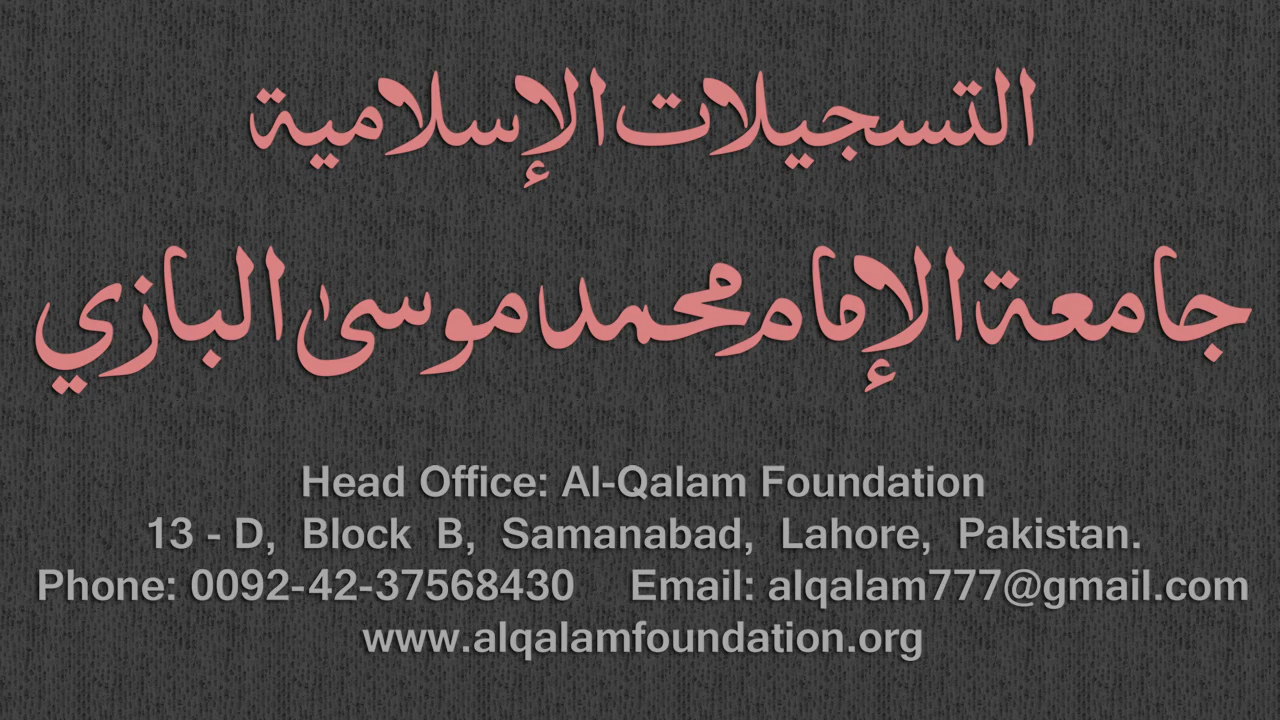 التسجيلات الإسلامية
جامعة الإمام محمد موسىٰ البازي
Head Office: Al-Qalam Foundation
13 - D, Block B, Samanabad, Lahore, Pakistan.
Phone: 0092-42-37568430 Email: alqalam777@gmail.com
www.alqalamfoundation.org